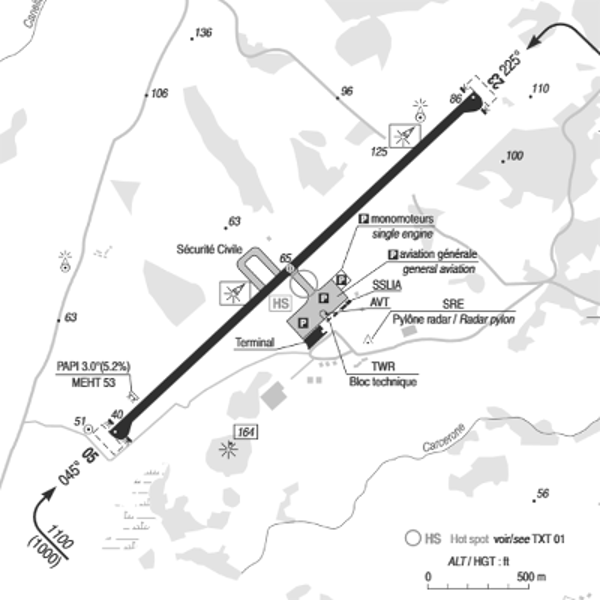 Canelli
136
225°
23
106
96
86
110
125
100
63
P monomoteurs
single engine
Sécurité Civile
65
P aviation générale
general aviation
P
P
P
HS
SSLIA
AVT
SRE
Pylône radar / Radar pylon
63
Terminal
PAPI 3.0°(5.2%)
MEHT 53
TWR
Bloc technique
51
40
164
05
045°
Carcerone
56
1100
(1000)
HS Hot spot voir/see TXT 01
ALT / HGT : ft
0 500 m